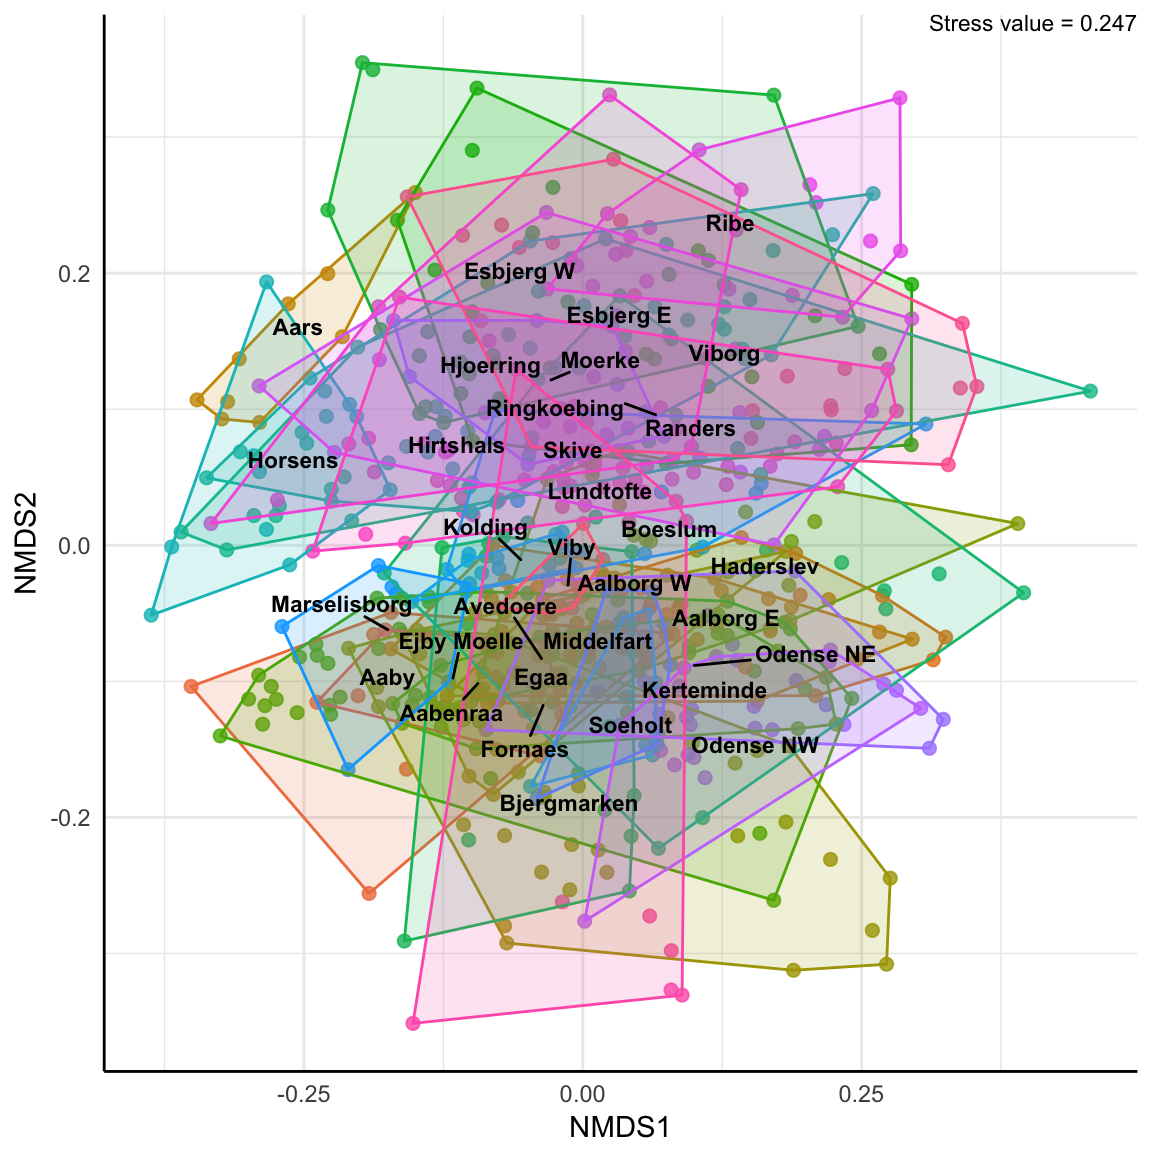 Stress value = 0.247
Ribe
Esbjerg W
Esbjerg E
Aars
Viborg
Moerke
Hjoerring
Ringkoebing
Randers
Hirtshals
Skive
Horsens
Lundtofte
Kolding
Boeslum
Viby
Haderslev
Aalborg W
Marselisborg
Avedoere
Aalborg E
Ejby Moelle
Middelfart
Odense NE
Aaby
Egaa
Kerteminde
Aabenraa
Soeholt
Fornaes
Odense NW
Bjergmarken
0.2
0.0
-0.2
NMDS2
-0.25
0.00
0.25
NMDS1